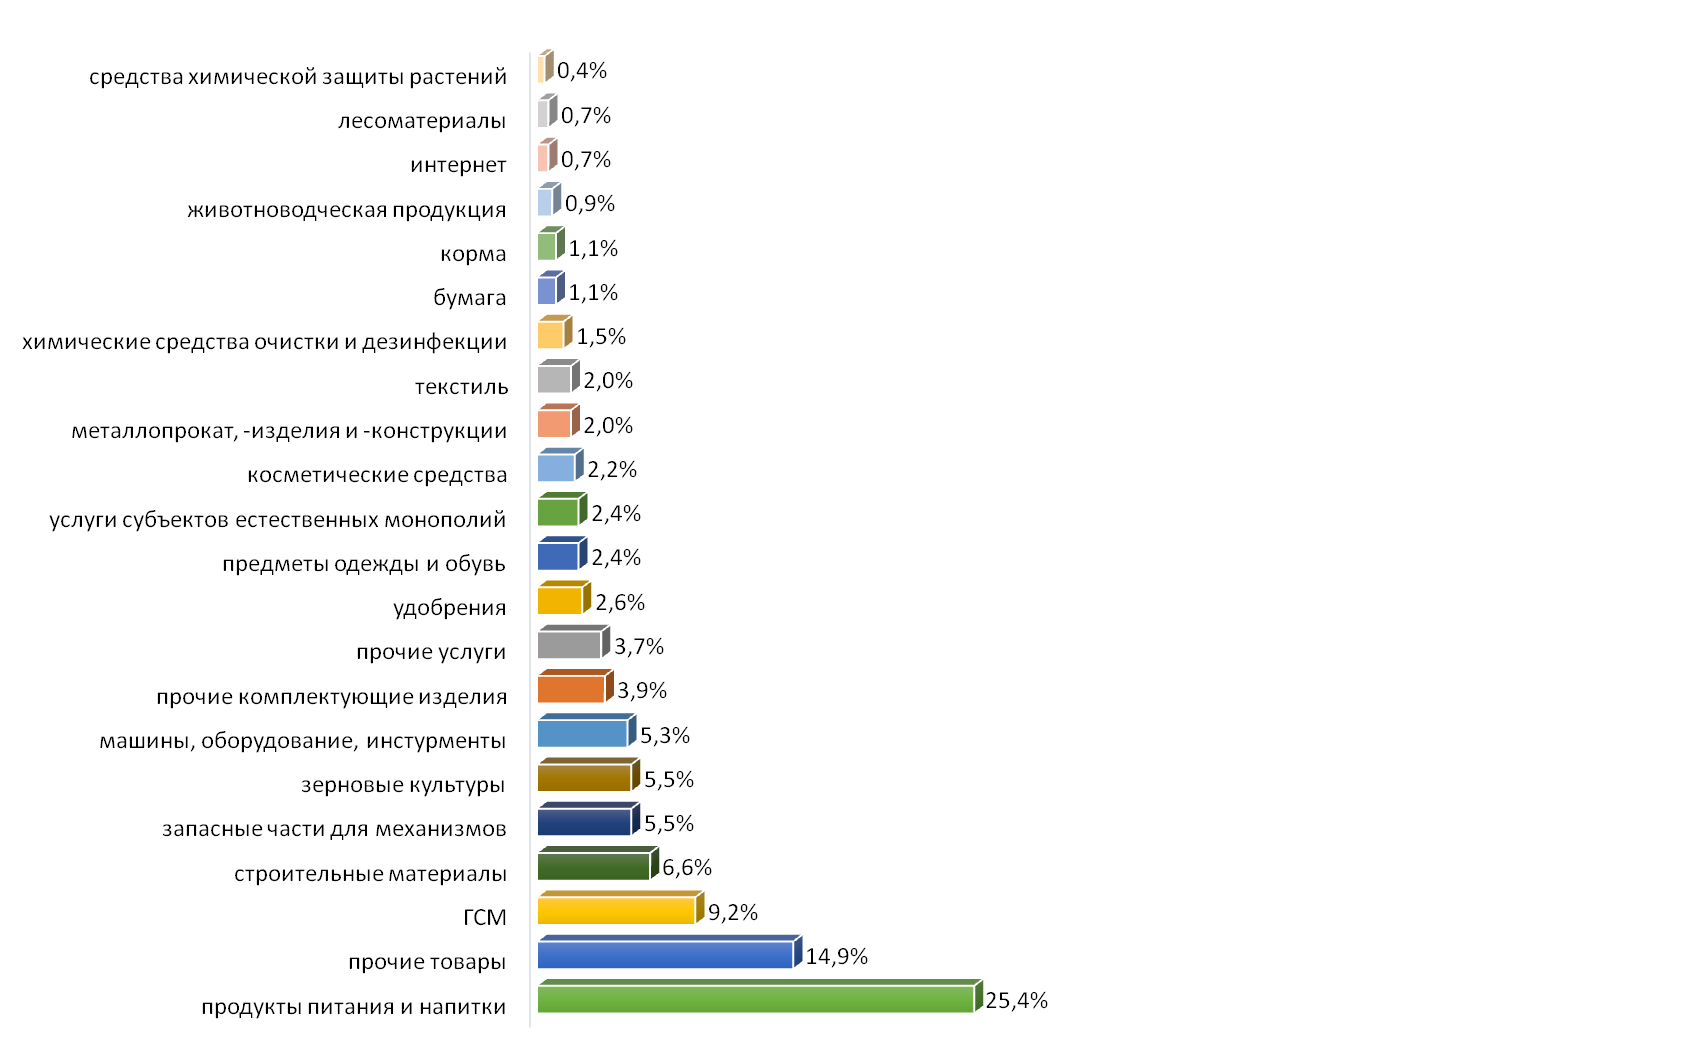 средства химической защиты растений 0,4%
лесоматериалы 0,7%
интернет 0,7%
животноводческая продукция 0,9%
корма 1,1%
бумага 1,1%
химические средства очистки и дезинфекции 1,5%
текстиль 2,0%
металлопрокат, -изделия и -конструкции 2,0%
косметические средства 2,2%
услуги субъектов естественных монополий 2,4%
предметы одежды и обувь 2,4%
удобрения 2,6%
прочие услуги 3,7%
прочие комплектующие изделия 3,9%
машины, оборудование, инстурменты 5,3%
зерновые культуры 5,5%
запасные части для механизмов 5,5%
строительные материалы 6,6%
ГСМ 9,2%
прочие товары 14,9%
продукты питания и напитки 25,4%